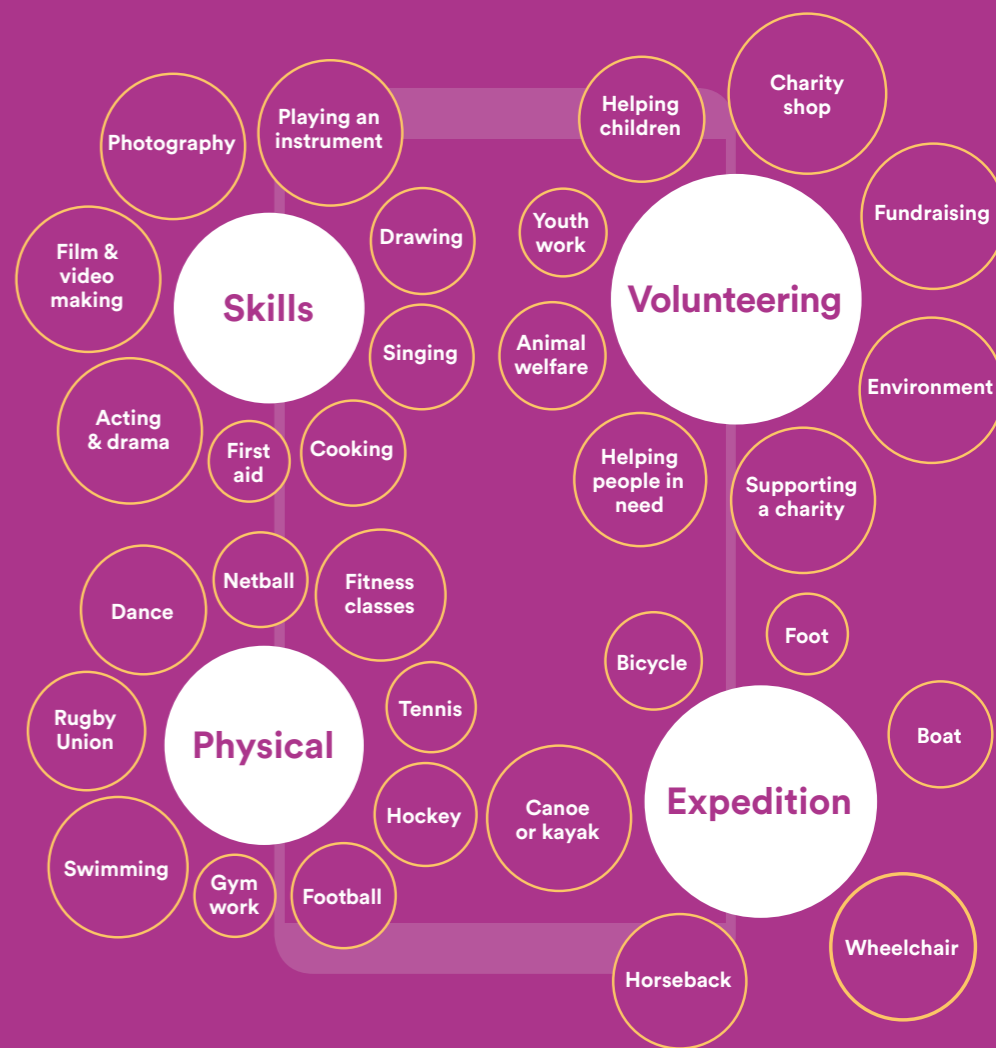 Photography
Playing an
instrument
Film &
video
making
Skills
Drawing
Singing
Acting
& drama
First
aid
Cooking
Helping
children
Charity
shop
Youth
work
Fundraising
Volunteering
Animal
welfare
Environment
Helping
people in
need
Supporting
a charity
Dance
Netball
Fitness
classes
Rugby
Union
Physical
Tennis
Hockey
Swimming
Gym
work
Football
Bicycle
Foot
Boat
Canoe
or kayak
Expedition
Horseback
Wheelchair